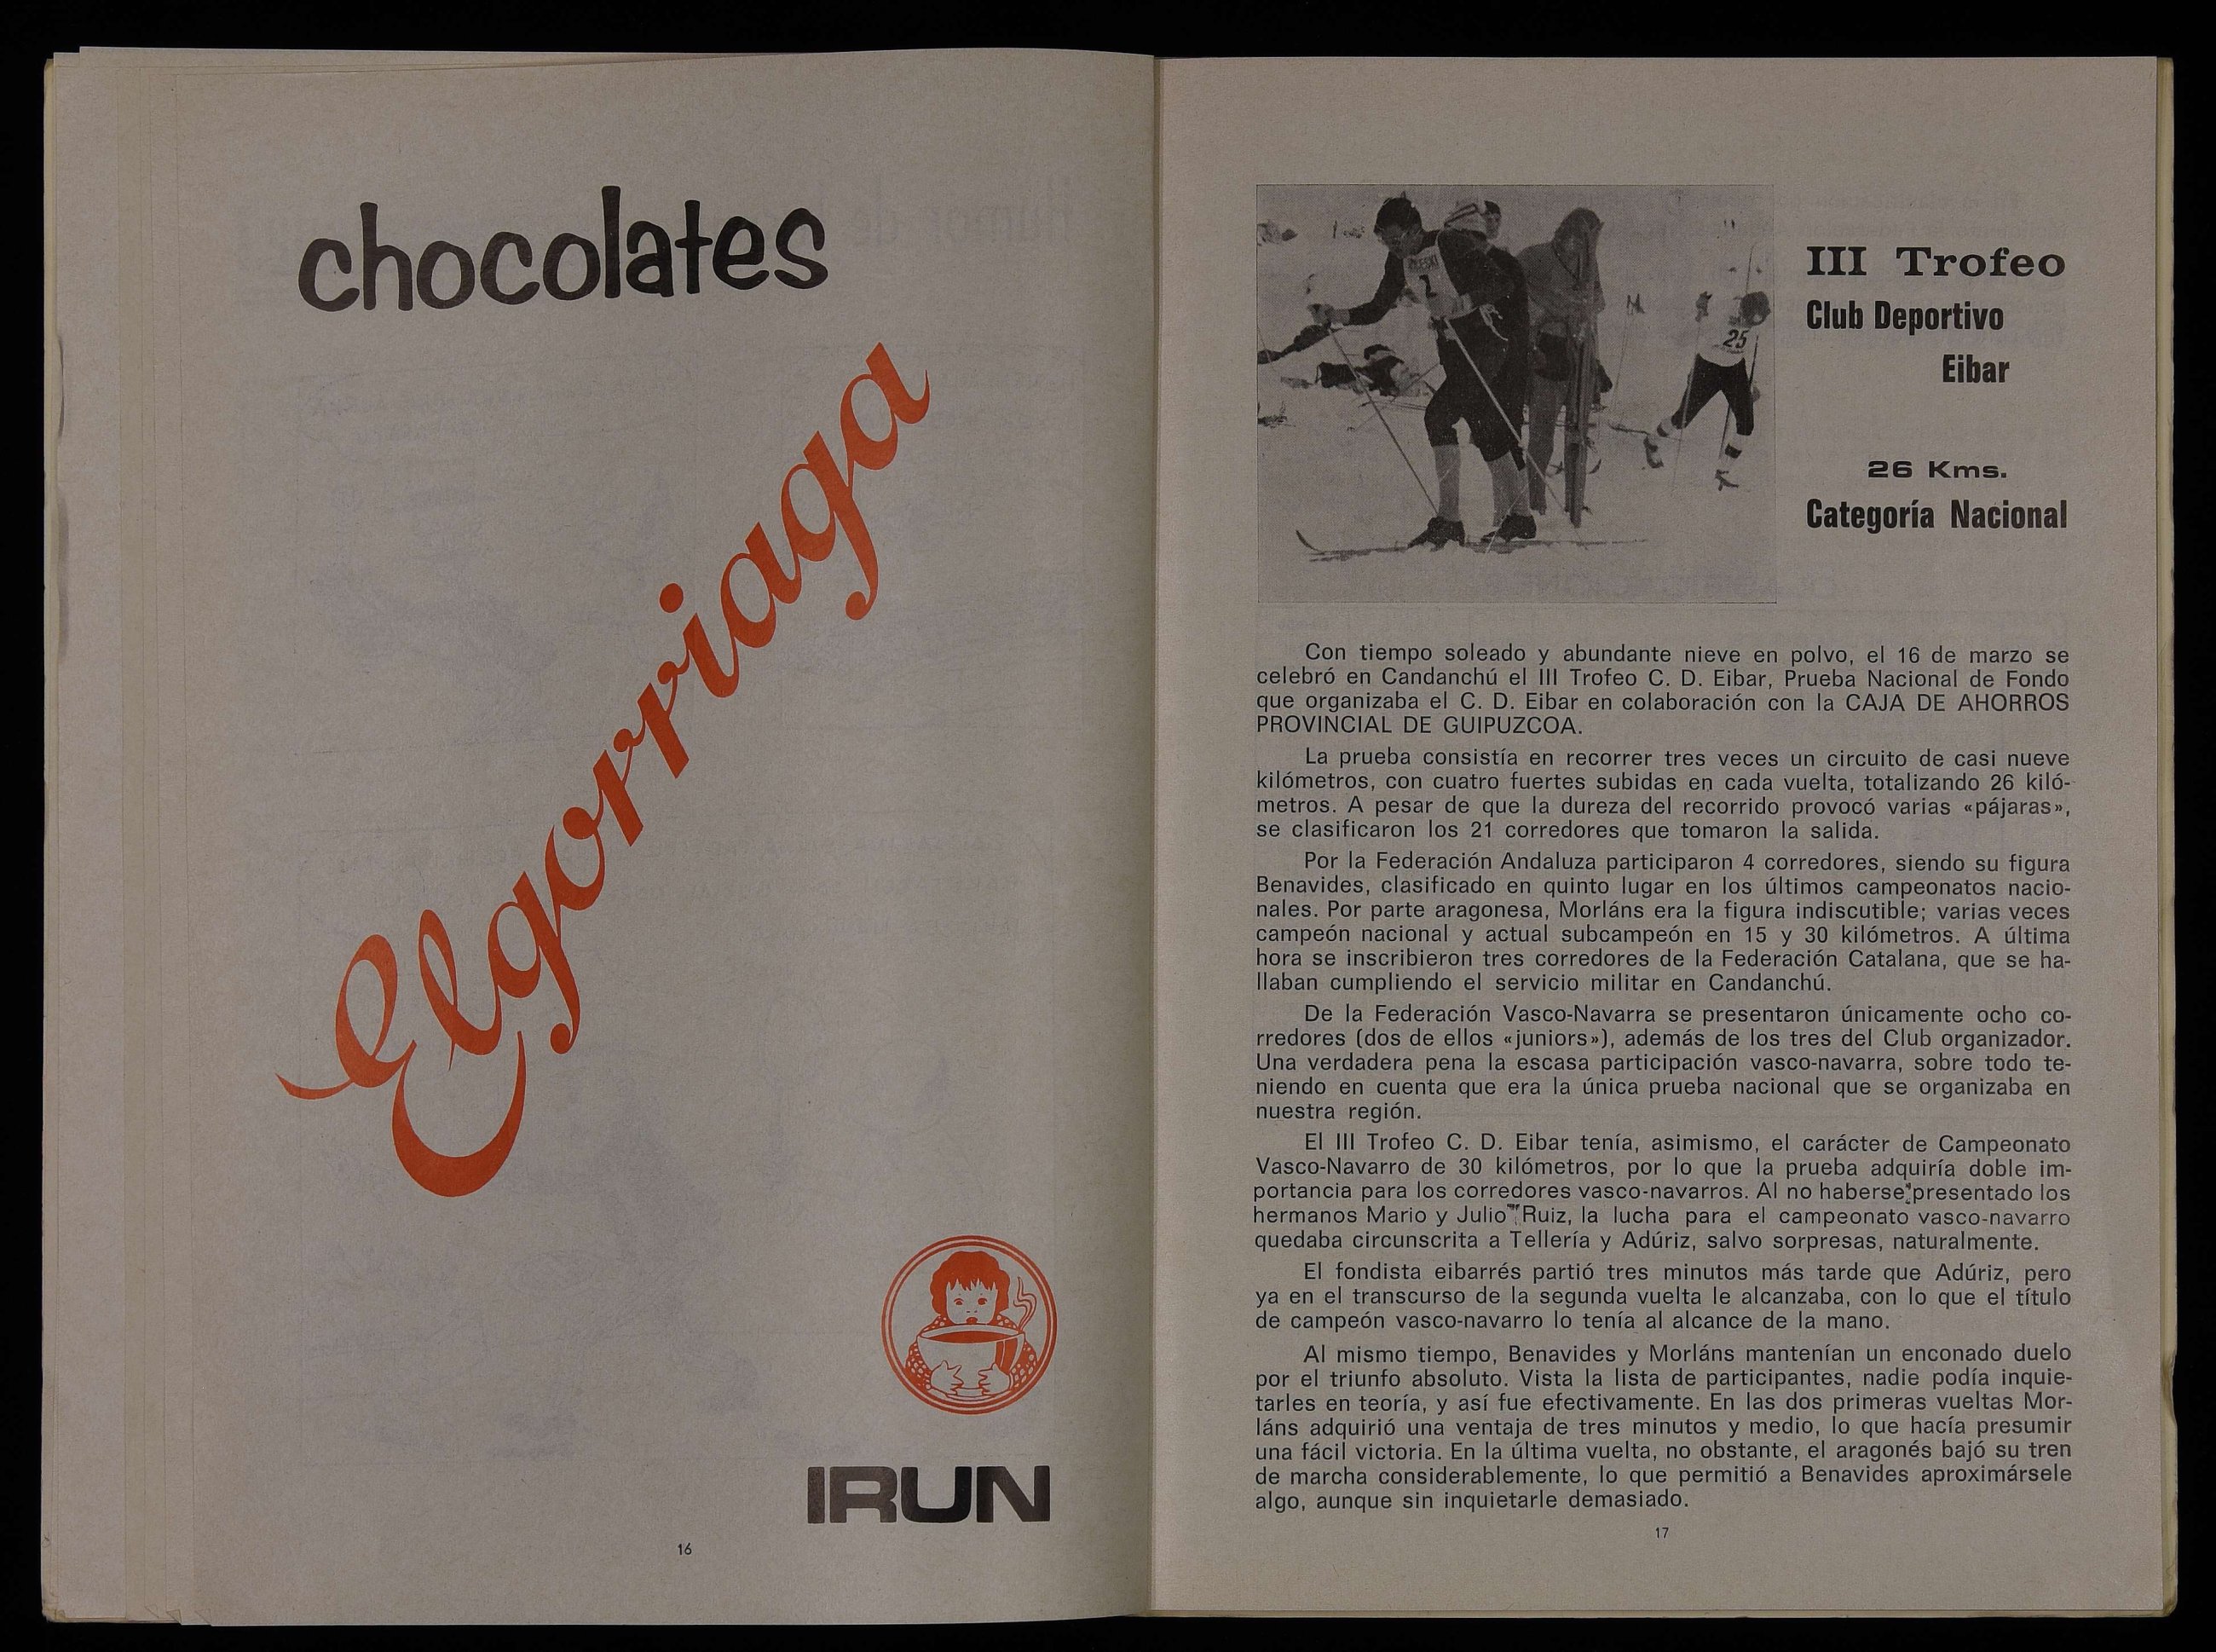 chocolates
Elgorriaga
IRUN
16
III Trofeo
Club Deportivo
Eibar
26 Kms.
Categoría Nacional
25
Con tiempo soleado y abundante nieve en polvo, el 16 de marzo se
celebró en Candanchú el III Trofeo C. D. Eibar, Prueba Nacional de Fondo
que organizaba el C. D. Eibar en colaboración con la CAJA DE AHORROS
PROVINCIAL DE GUIPUZCOA.
La prueba consistía en recorrer tres veces un circuito de casi nueve
kilómetros, con cuatro fuertes subidas en cada vuelta, totalizando 26 kiló-
metros. A pesar de que la dureza del recorrido provocó varias «pájaras»,
se clasificaron los 21 corredores que tomaron la salida.
Por la Federación Andaluza participaron 4 corredores, siendo su figura
Benavides, clasificado en quinto lugar en los últimos campeonatos nacio-
nales. Por parte aragonesa, Morláns era la figura indiscutible; varias veces
campeón nacional y actual subcampeón en 15 y 30 kilómetros. A última
hora se inscribieron tres corredores de la Federación Catalana, que se ha-
llaban cumpliendo el servicio militar en Candanchú.
De la Federación Vasco-Navarra se presentaron únicamente ocho co-
rredores (dos de ellos «juniors»), además de los tres del Club organizador.
Una verdadera pena la escasa participación vasco-navarra, sobre todo te-
niendo en cuenta que era la única prueba nacional que se organizaba en
nuestra región.
El III Trofeo C. D. Eibar tenía, asimismo, el carácter de Campeonato
Vasco-Navarro de 30 kilómetros, por lo que la prueba adquiría doble im-
portancia para los corredores vasco-navarros. Al no haberse presentado los
hermanos Mario y Julio Ruiz, la lucha para el campeonato vasco-navarro
quedaba circunscrita a Tellería y Adúriz, salvo sorpresas, naturalmente.
El fondista eibarrés partió tres minutos más tarde que Adúriz, pero
ya en el transcurso de la segunda vuelta le alcanzaba, con lo que el título
de campeón vasco-navarro lo tenía al alcance de la mano.
Al mismo tiempo, Benavides y Morláns mantenían un enconado duelo
por el triunfo absoluto. Vista la lista de participantes, nadie podía inquie-
tarles en teoría, y así fue efectivamente. En las dos primeras vueltas Mor-
láns adquirió una ventaja de tres minutos y medio, lo que hacía presumir
una fácil victoria. En la última vuelta, no obstante, el aragonés bajó su tren
de marcha considerablemente, lo que permitió a Benavides aproximársele
algo, aunque sin inquietarle demasiado.
17